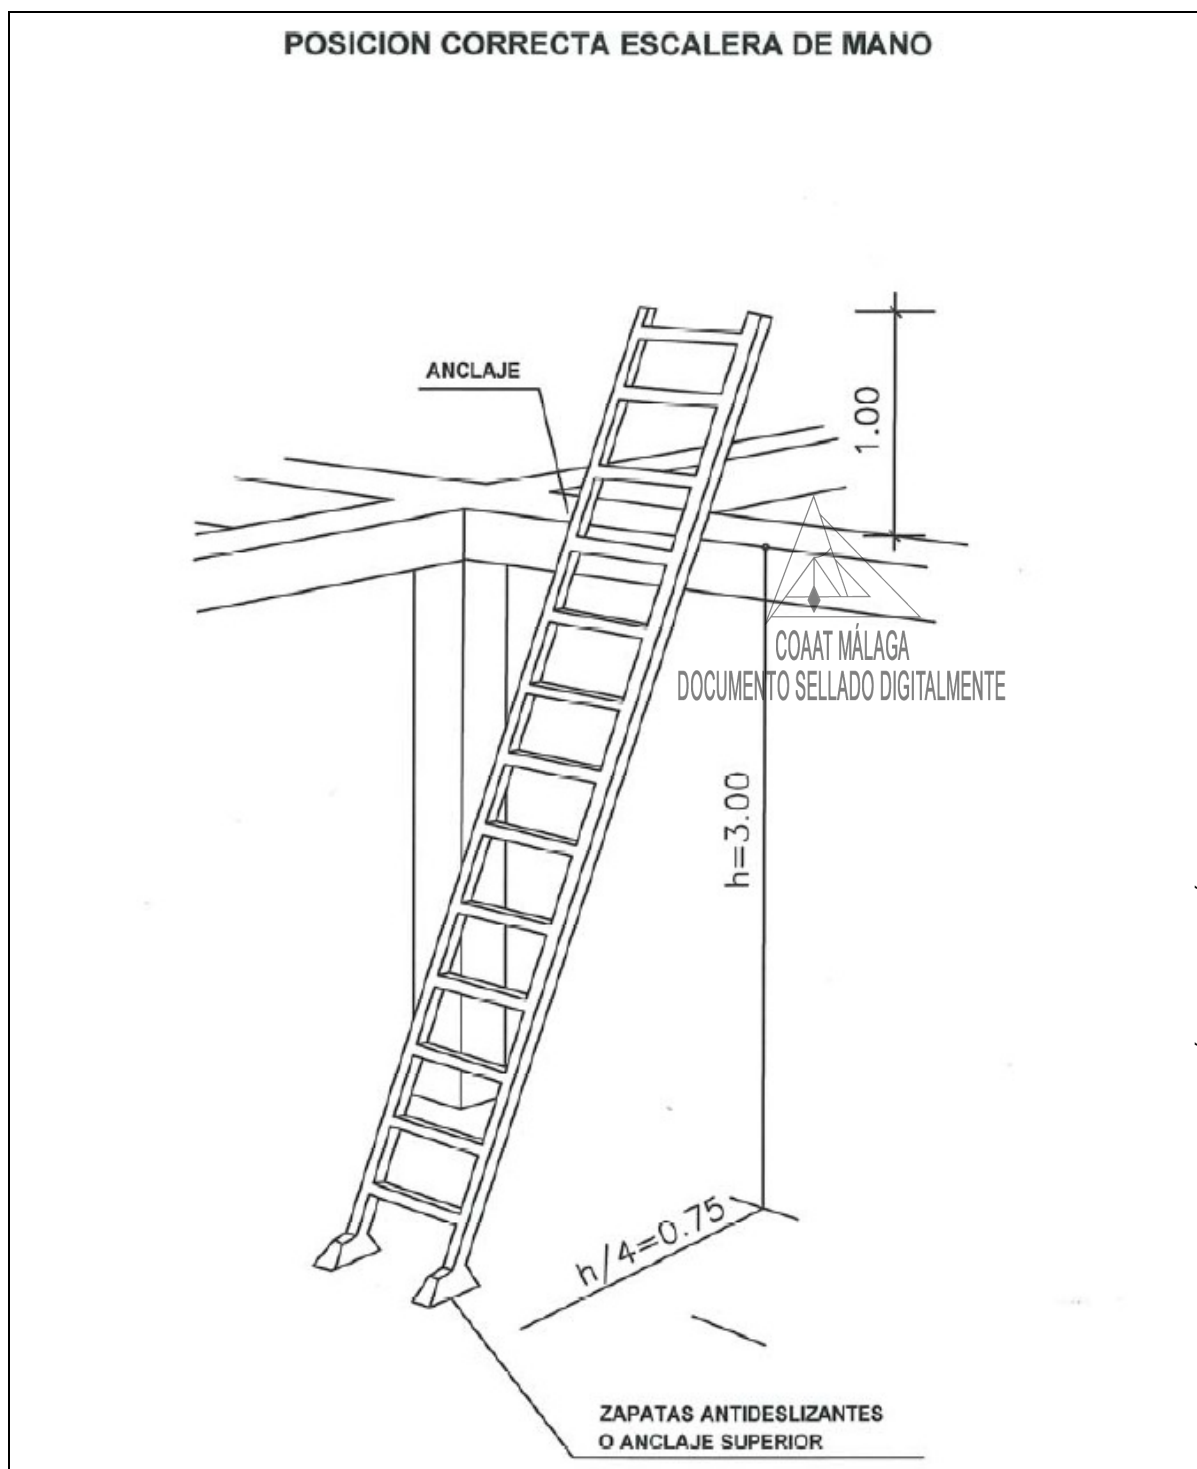 POSICION CORRECTA ESCALERA DE MANO
ANCLAJE
1.00
COAAT MÁLAGA
DOCUMENTO SELLADO DIGITALMENTE
h=3.00
h/4=0.75
ZAPATAS ANTIDESLIZANTES
O ANCLAJE SUPERIOR